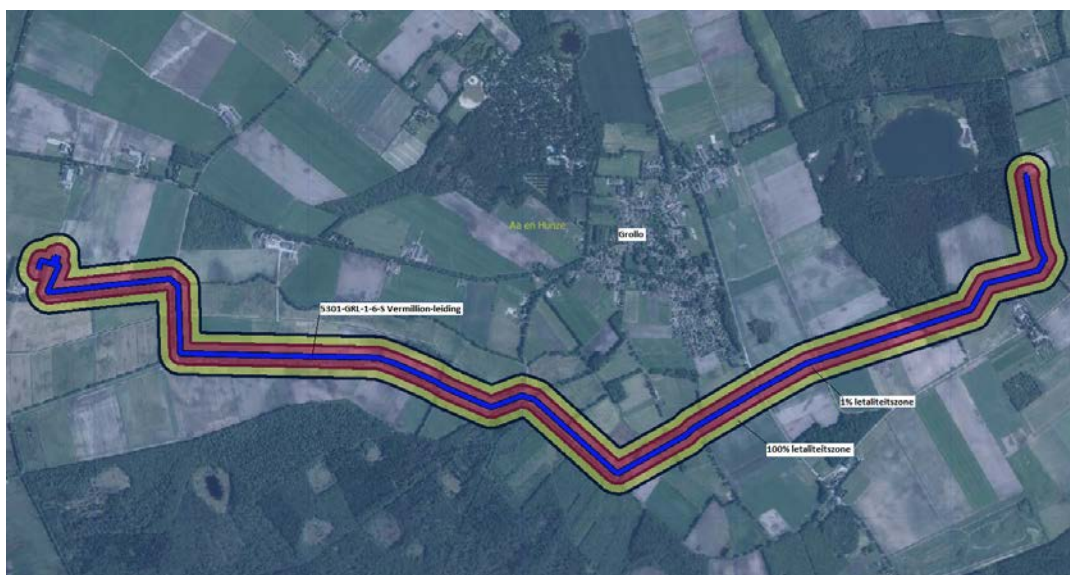 Aa en Hunze
Grollo
5301-GRL-1-6-S Vermillion-leiding
1% letaliteitszone
100% letaliteitszone